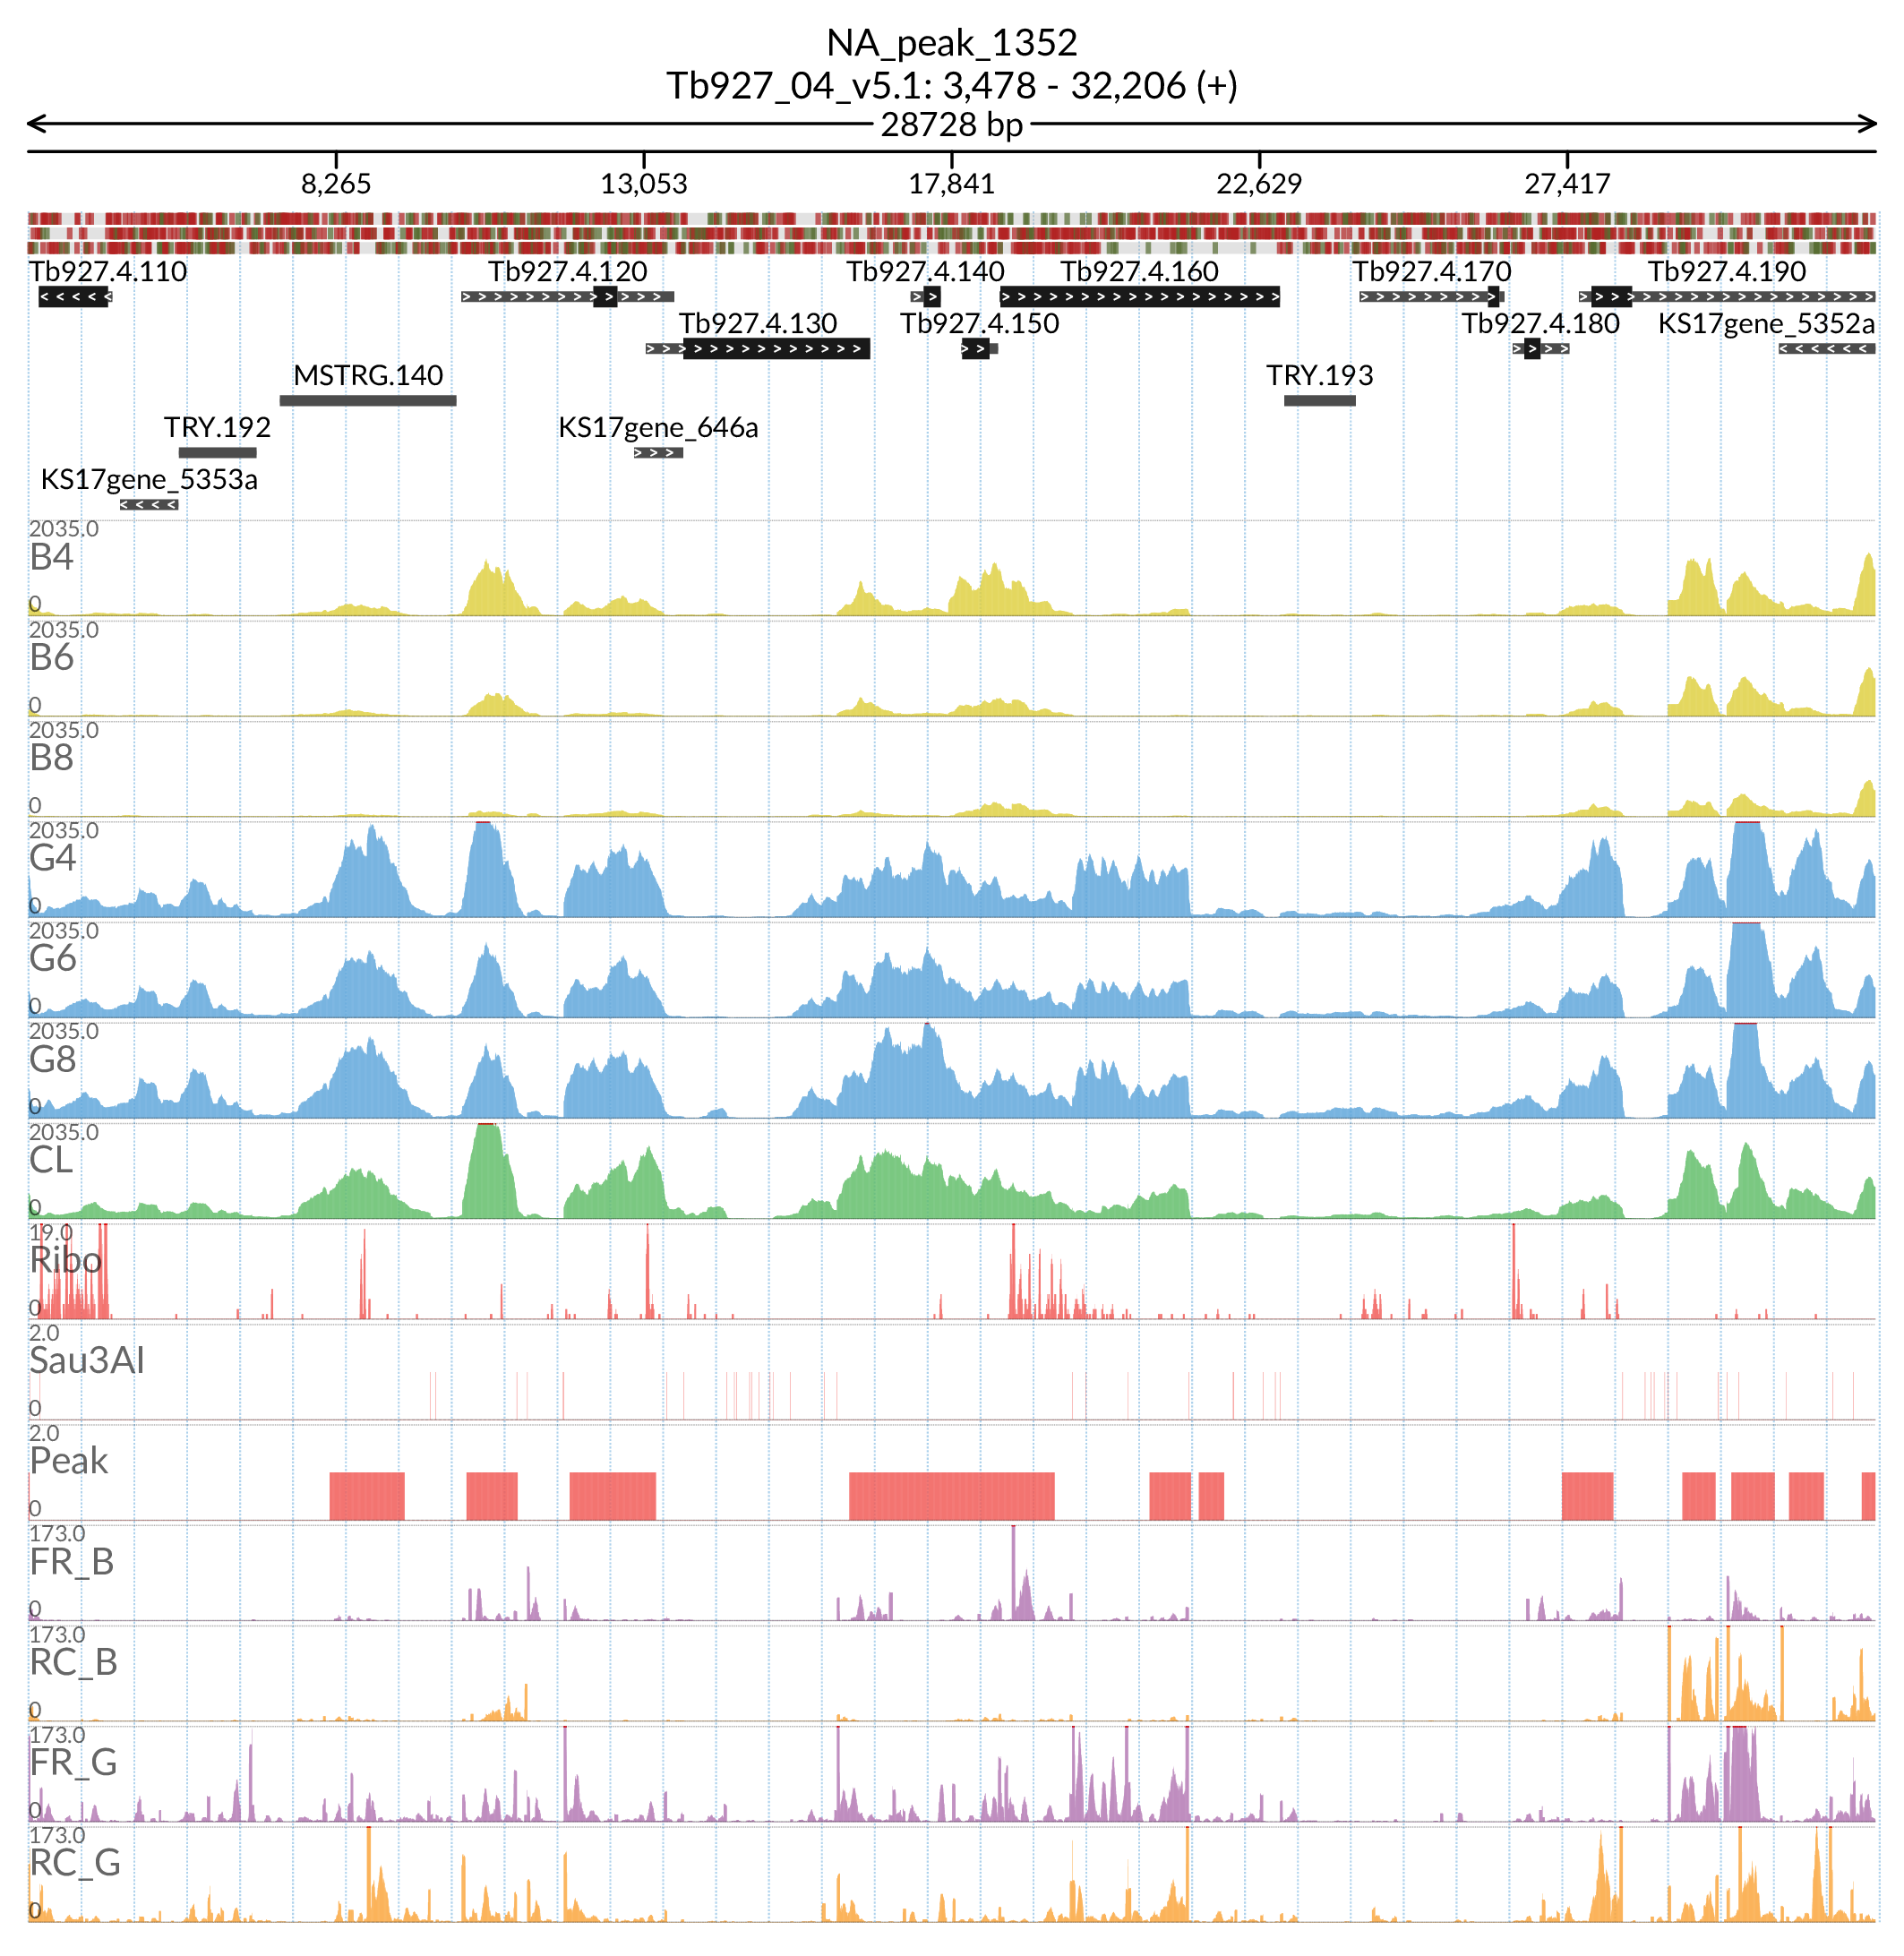 NA_peak_1352
Tb927_04_v5.1: 3,478 - 32,206 (+)
28728 bp
8,265 13,053 17,841 22,629 27,417
Tb927.4.110 Tb927.4.120 Tb927.4.140 Tb927.4.160 Tb927.4.170 Tb927.4.190
Tb927.4.130 Tb927.4.150 Tb927.4.180 KS17gene_5352a
MSTRG.140 TRY.193
TRY.192 KS17gene_646a
KS17gene_5353a
2035.0
B4
0
2035.0
B6
0
2035.0
B8
0
2035.0
G4
0
2035.0
G6
0
2035.0
G8
0
2035.0
CL
0
19.0
Ribo
0
2.0
Sau3AI
0
2.0
Peak
0
173.0
FR_B
0
173.0
RC_B
0
173.0
FR_G
0
173.0
RC_G
0